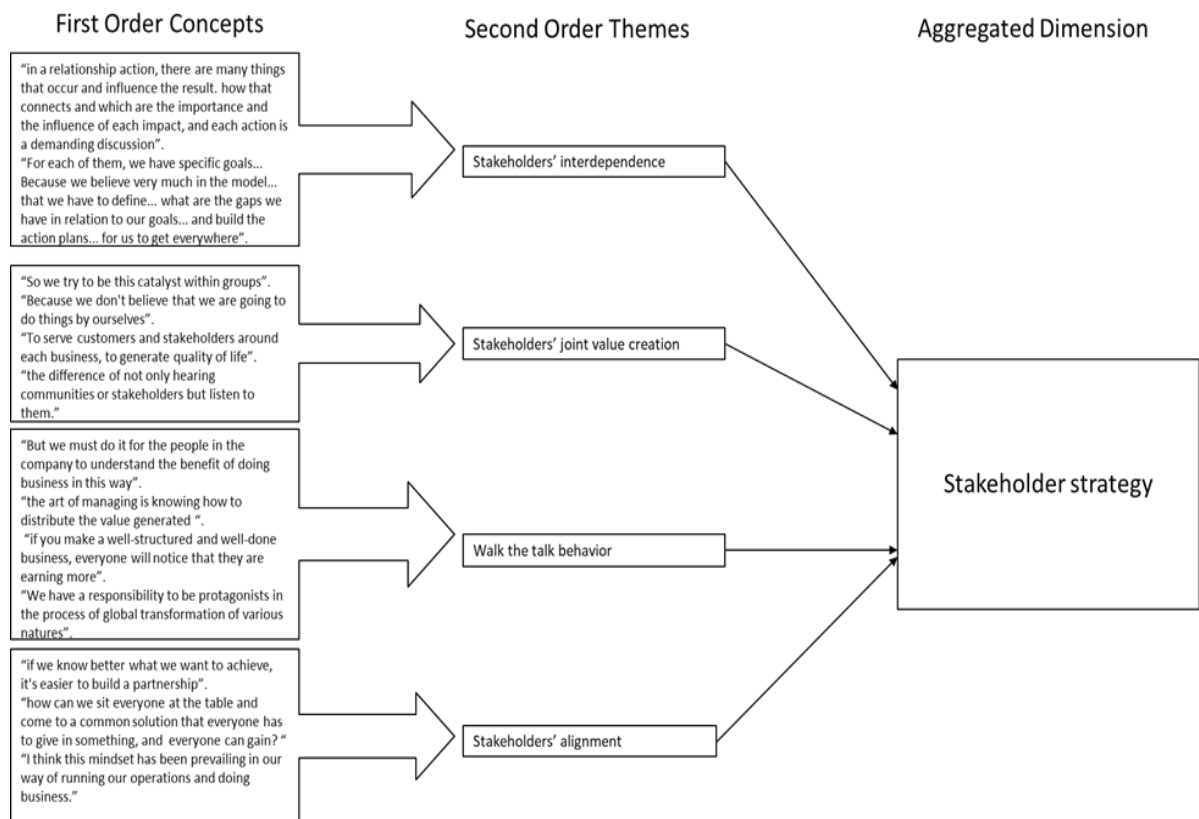 First Order Concepts
Second Order Themes
Aggregated Dimension
“in a relationship action, there are many things
that occur and influence the result. how that
connects and which are the importance and
the influence of each impact, and each action is
a demanding discussion”.
“For each of them, we have specific goals...
Because we believe very much in the model...
that we have to define... what are the gaps we
have in relation to our goals... and build the
action plans... for us to get everywhere”.
Stakeholders’ interdependence
“So we try to be this catalyst within groups”.
“Because we don't believe that we are going to
do things by ourselves”.
“To serve customers and stakeholders around
each business, to generate quality of life”.
“the difference of not only hearing
communities or stakeholders but listen to
them.”
Stakeholders’ joint value creation
“But we must do it for the people in the
company to understand the benefit of doing
business in this way”.
“the art of managing is knowing how to
distribute the value generated “.
“if you make a well-structured and well-done
business, everyone will notice that they are
earning more”.
“We have a responsibility to be protagonists in
the process of global transformation of various
natures”.
Walk the talk behavior
“if we know better what we want to achieve,
it's easier to build a partnership”.
“how can we sit everyone at the table and
come to a common solution that everyone has
to give in something, and everyone can gain? “
“I think this mindset has been prevailing in our
way of running our operations and doing
business.”
Stakeholders’ alignment
Stakeholder strategy